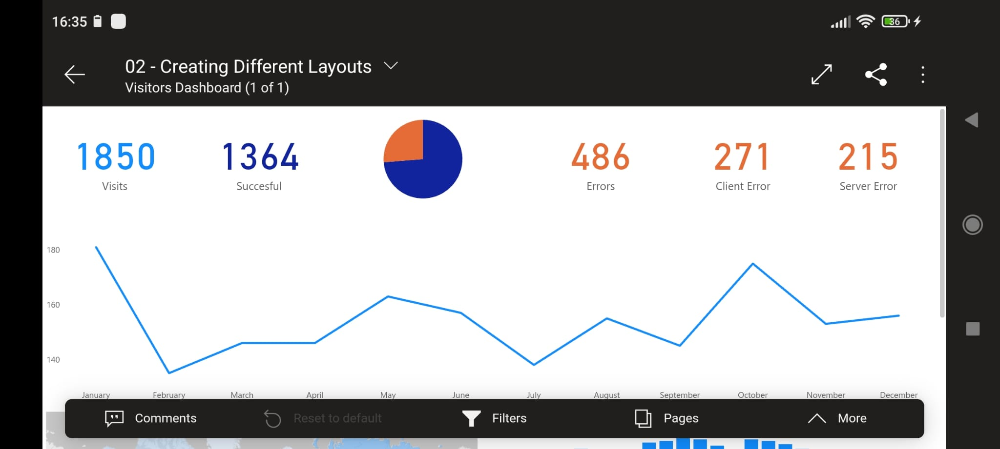 16:35
36
02 - Creating Different Layouts
Visitors Dashboard (1 of 1)
1850
Visits
1364
Succesful
486
Errors
271
Client Error
215
Server Error
180
160
140
January February March April May June July August September October November December
Comments
Reset to default
Filters
Pages
More